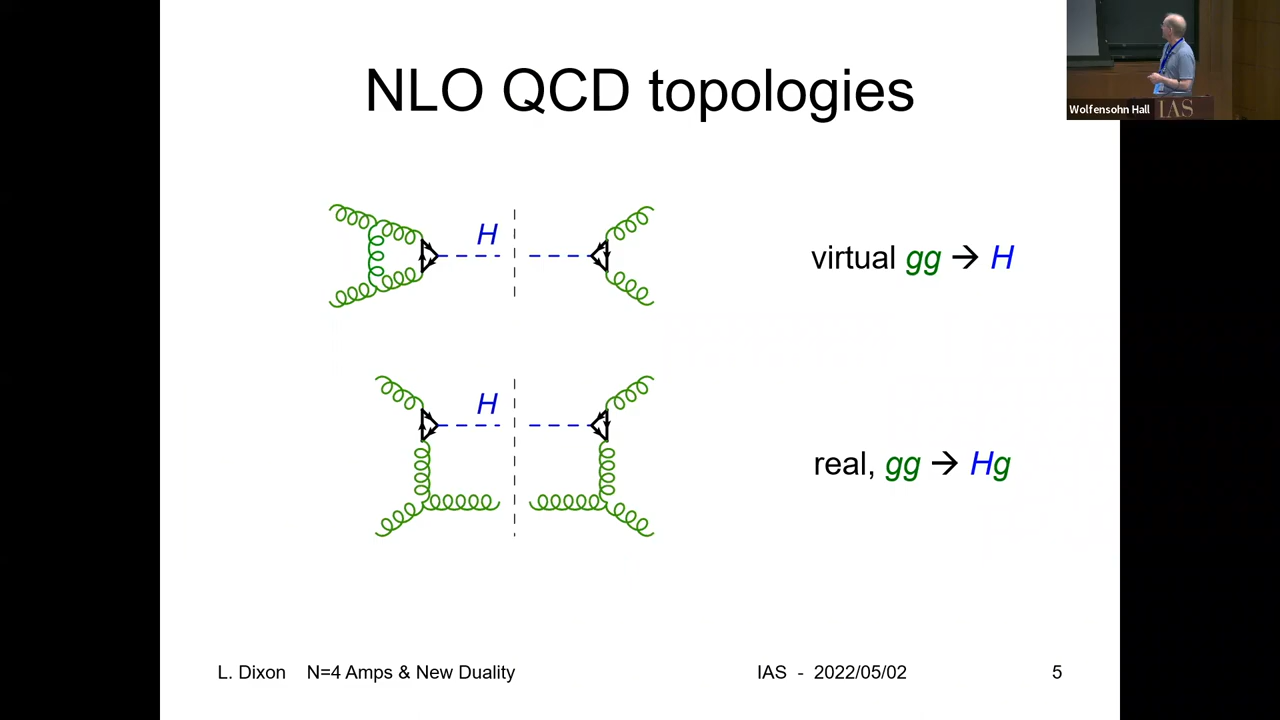 NLO QCD topologies
Wolfensohn Hall
IAS
H
virtual gg → H
H
real, gg → Hg
L. Dixon N=4 Amps & New Duality
IAS - 2022/05/02
5